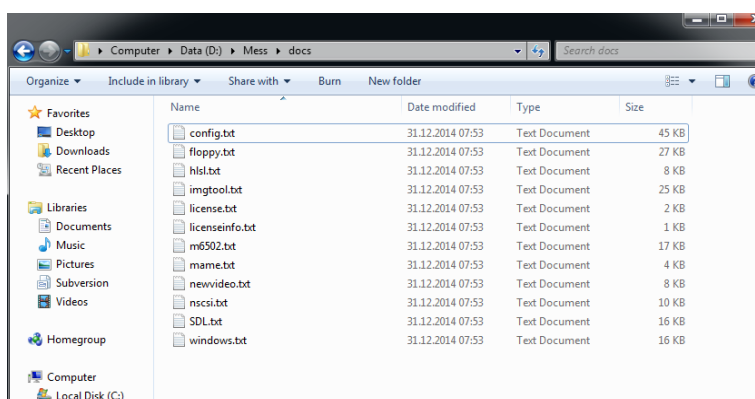 Computer Data (D:) Mess docs Search docs
Organize Include in library Share with Burn New folder
Favorites
Desktop
Downloads
Recent Places
Libraries
Documents
Music
Pictures
Subversion
Videos
Homegroup
Computer
Local Disk (C:)
Name Date modified Type Size
config.txt 31.12.2014 07:53 Text Document 45 KB
floppy.txt 31.12.2014 07:53 Text Document 27 KB
hlsl.txt 31.12.2014 07:53 Text Document 8 KB
imgtool.txt 31.12.2014 07:53 Text Document 25 KB
license.txt 31.12.2014 07:53 Text Document 2 KB
licenseinfo.txt 31.12.2014 07:53 Text Document 1 KB
m6502.txt 31.12.2014 07:53 Text Document 17 KB
mame.txt 31.12.2014 07:53 Text Document 4 KB
newvideo.txt 31.12.2014 07:53 Text Document 8 KB
nscsi.txt 31.12.2014 07:53 Text Document 10 KB
SDL.txt 31.12.2014 07:53 Text Document 16 KB
windows.txt 31.12.2014 07:53 Text Document 16 KB